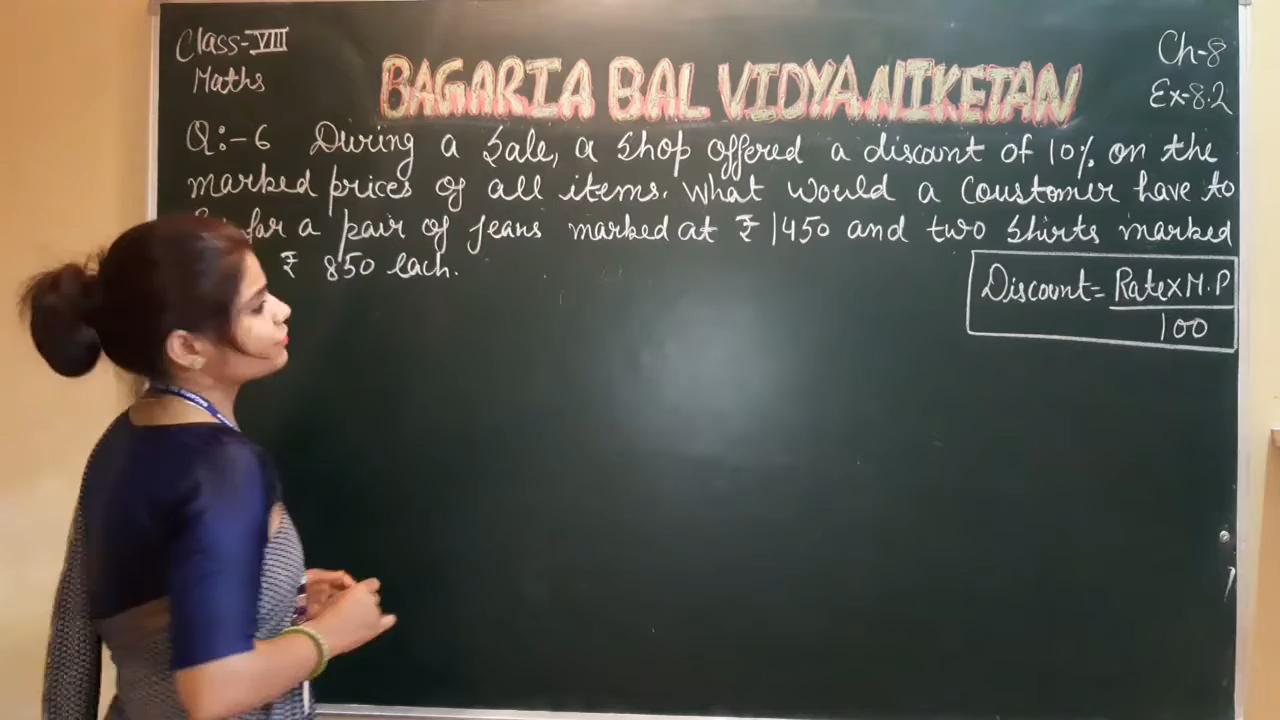 Class-VIII
Maths
BAGARIA BAL VIDYA NIKETAN
Ch-8
Ex-8.2
Q:-6 During a Sale, a Shop offered a discount of 10% on the
marked prices of all items. What would a Coustomer have to
for a pair of jeans marked at ₹ 1450 and two Shirts marked
₹ 850 each.
Discount = Rate x M.P
100